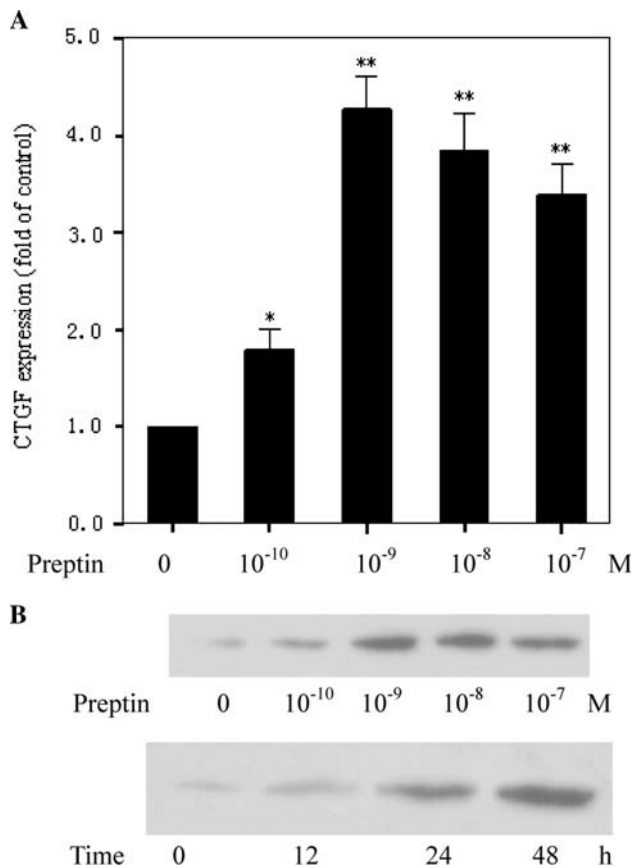 A
CTGF expression (fold of control)
5.0
4.0
3.0
2.0
1.0
0.0
*
**
**
**
Preptin 0 10⁻¹⁰ 10⁻⁹ 10⁻⁸ 10⁻⁷ M
B
Preptin 0 10⁻¹⁰ 10⁻⁹ 10⁻⁸ 10⁻⁷ M
Time 0 12 24 48 h